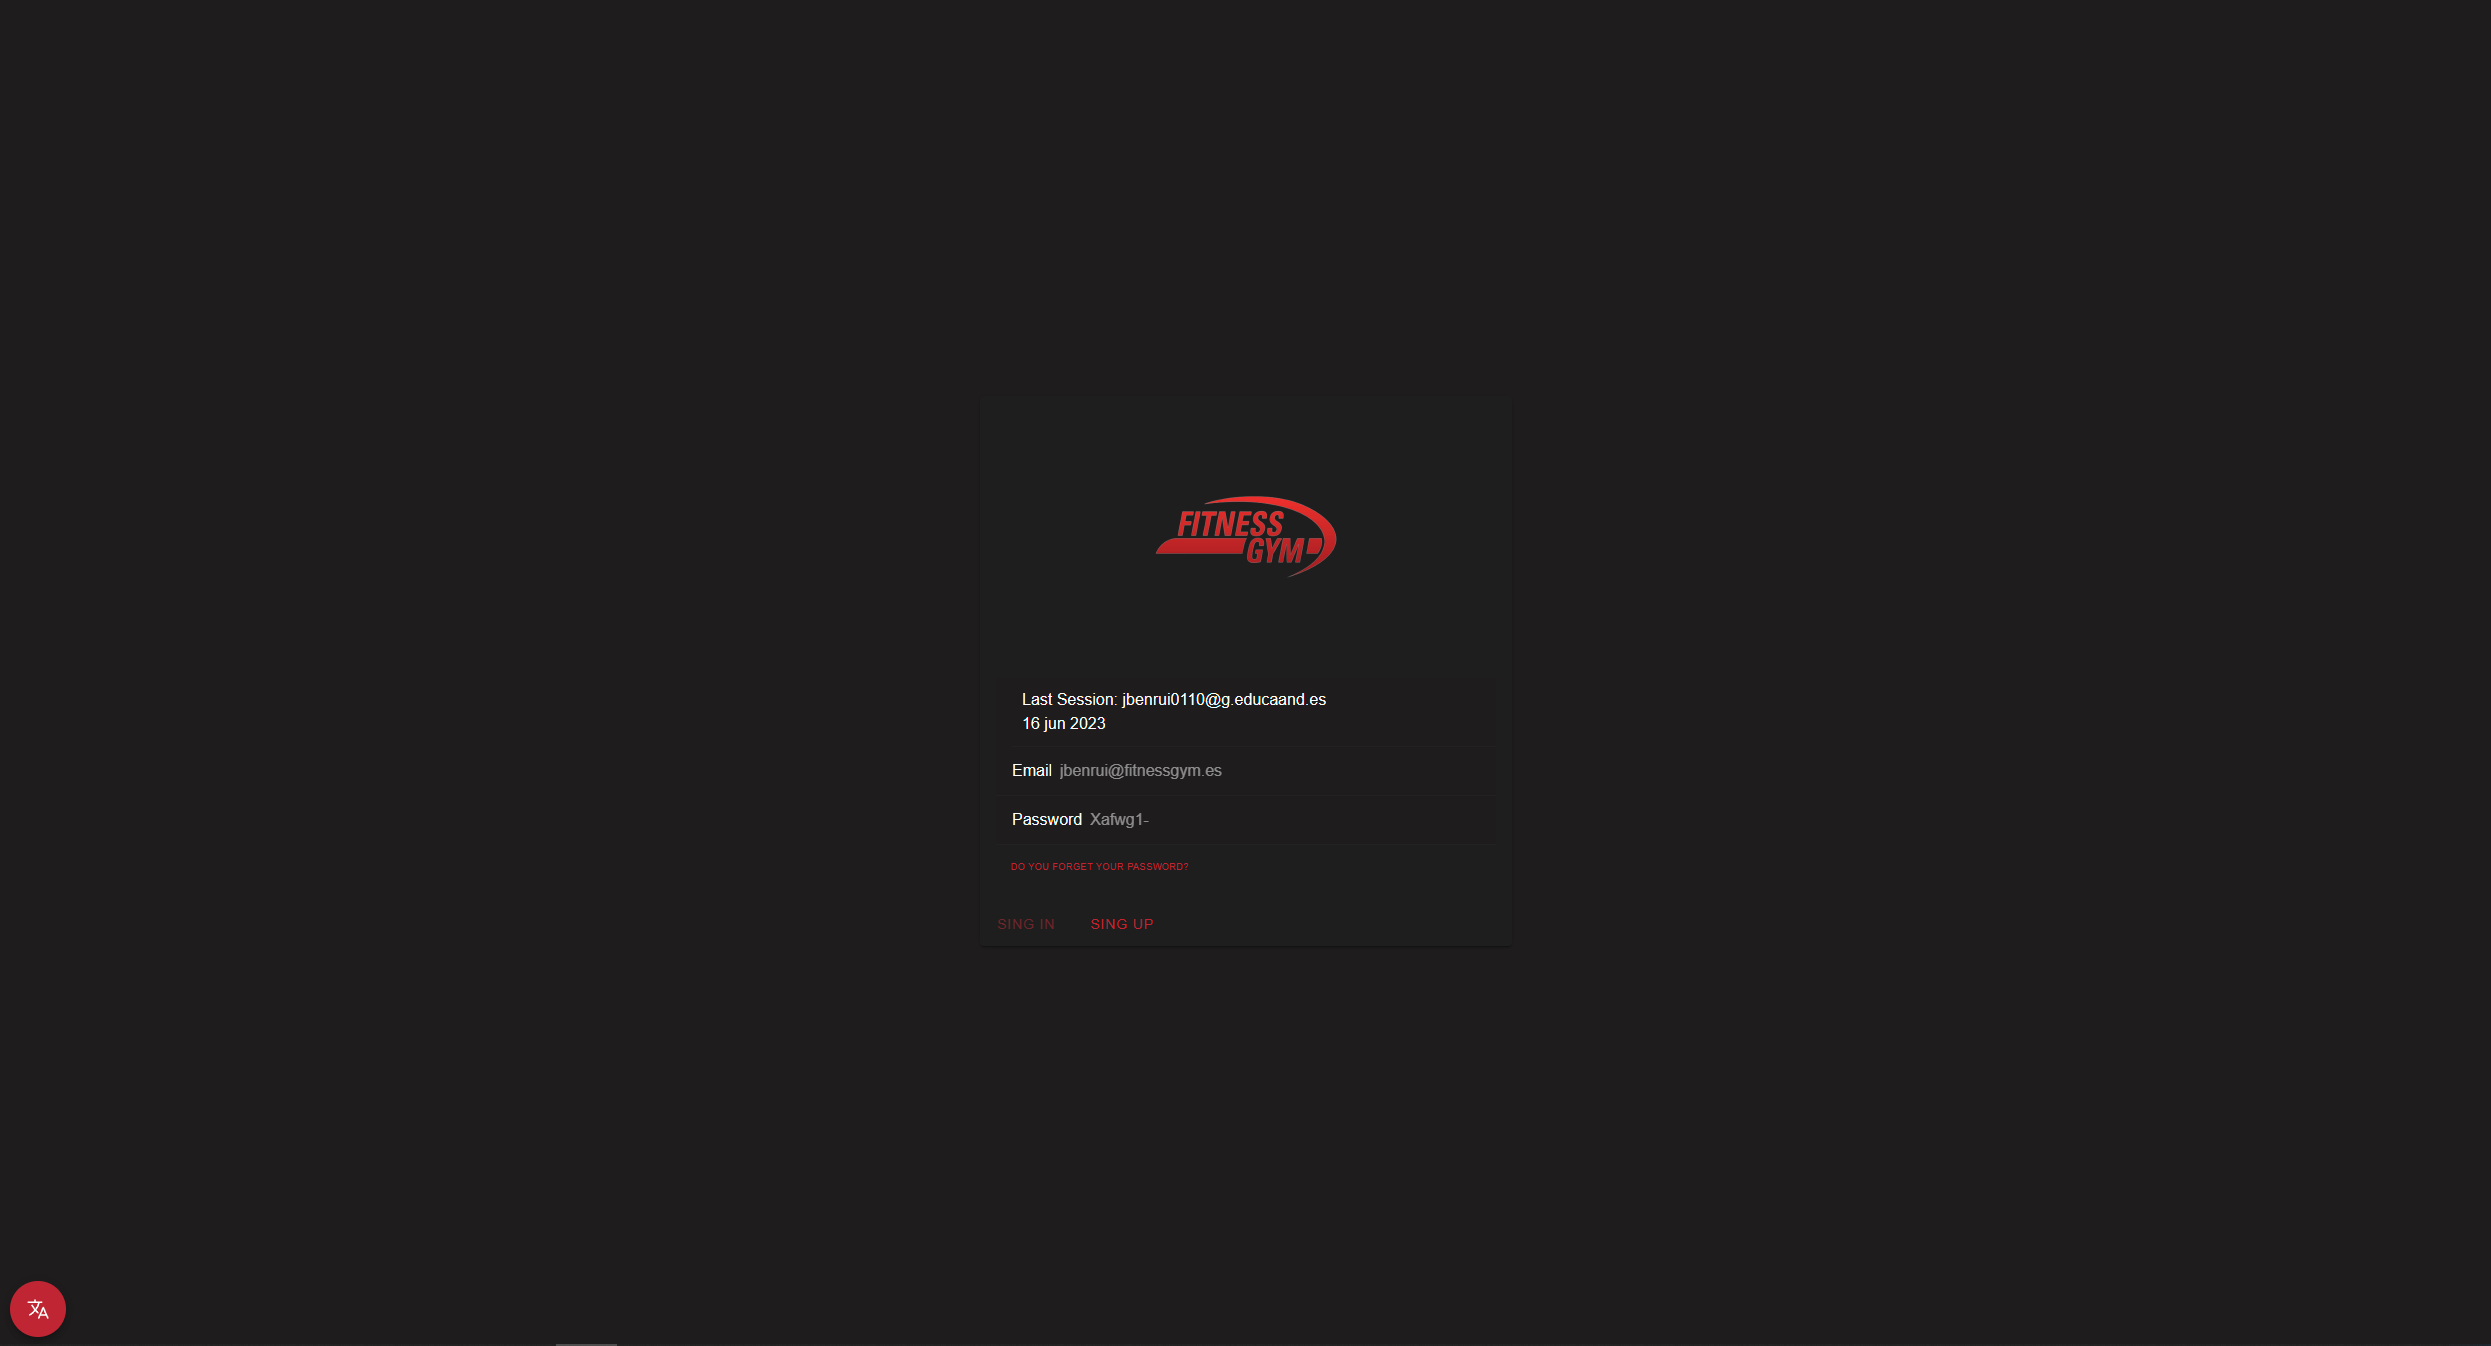 FITNESS
GYM
Last Session: jbenrui0110@g.educaand.es
16 jun 2023
Email jbenrui@fitnessgym.es
Password Xafwg1-
DO YOU FORGET YOUR PASSWORD?
SING IN SING UP